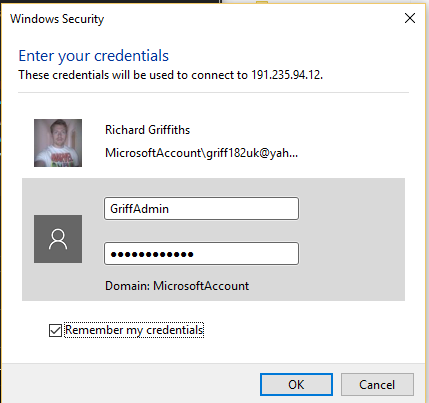 Windows Security
Enter your credentials
These credentials will be used to connect to 191.235.94.12.
Richard Griffiths
MicrosoftAccount\griff182uk@yah...
GriffAdmin
●●●●●●●●●●●●
Domain: MicrosoftAccount
Remember my credentials
OK
Cancel